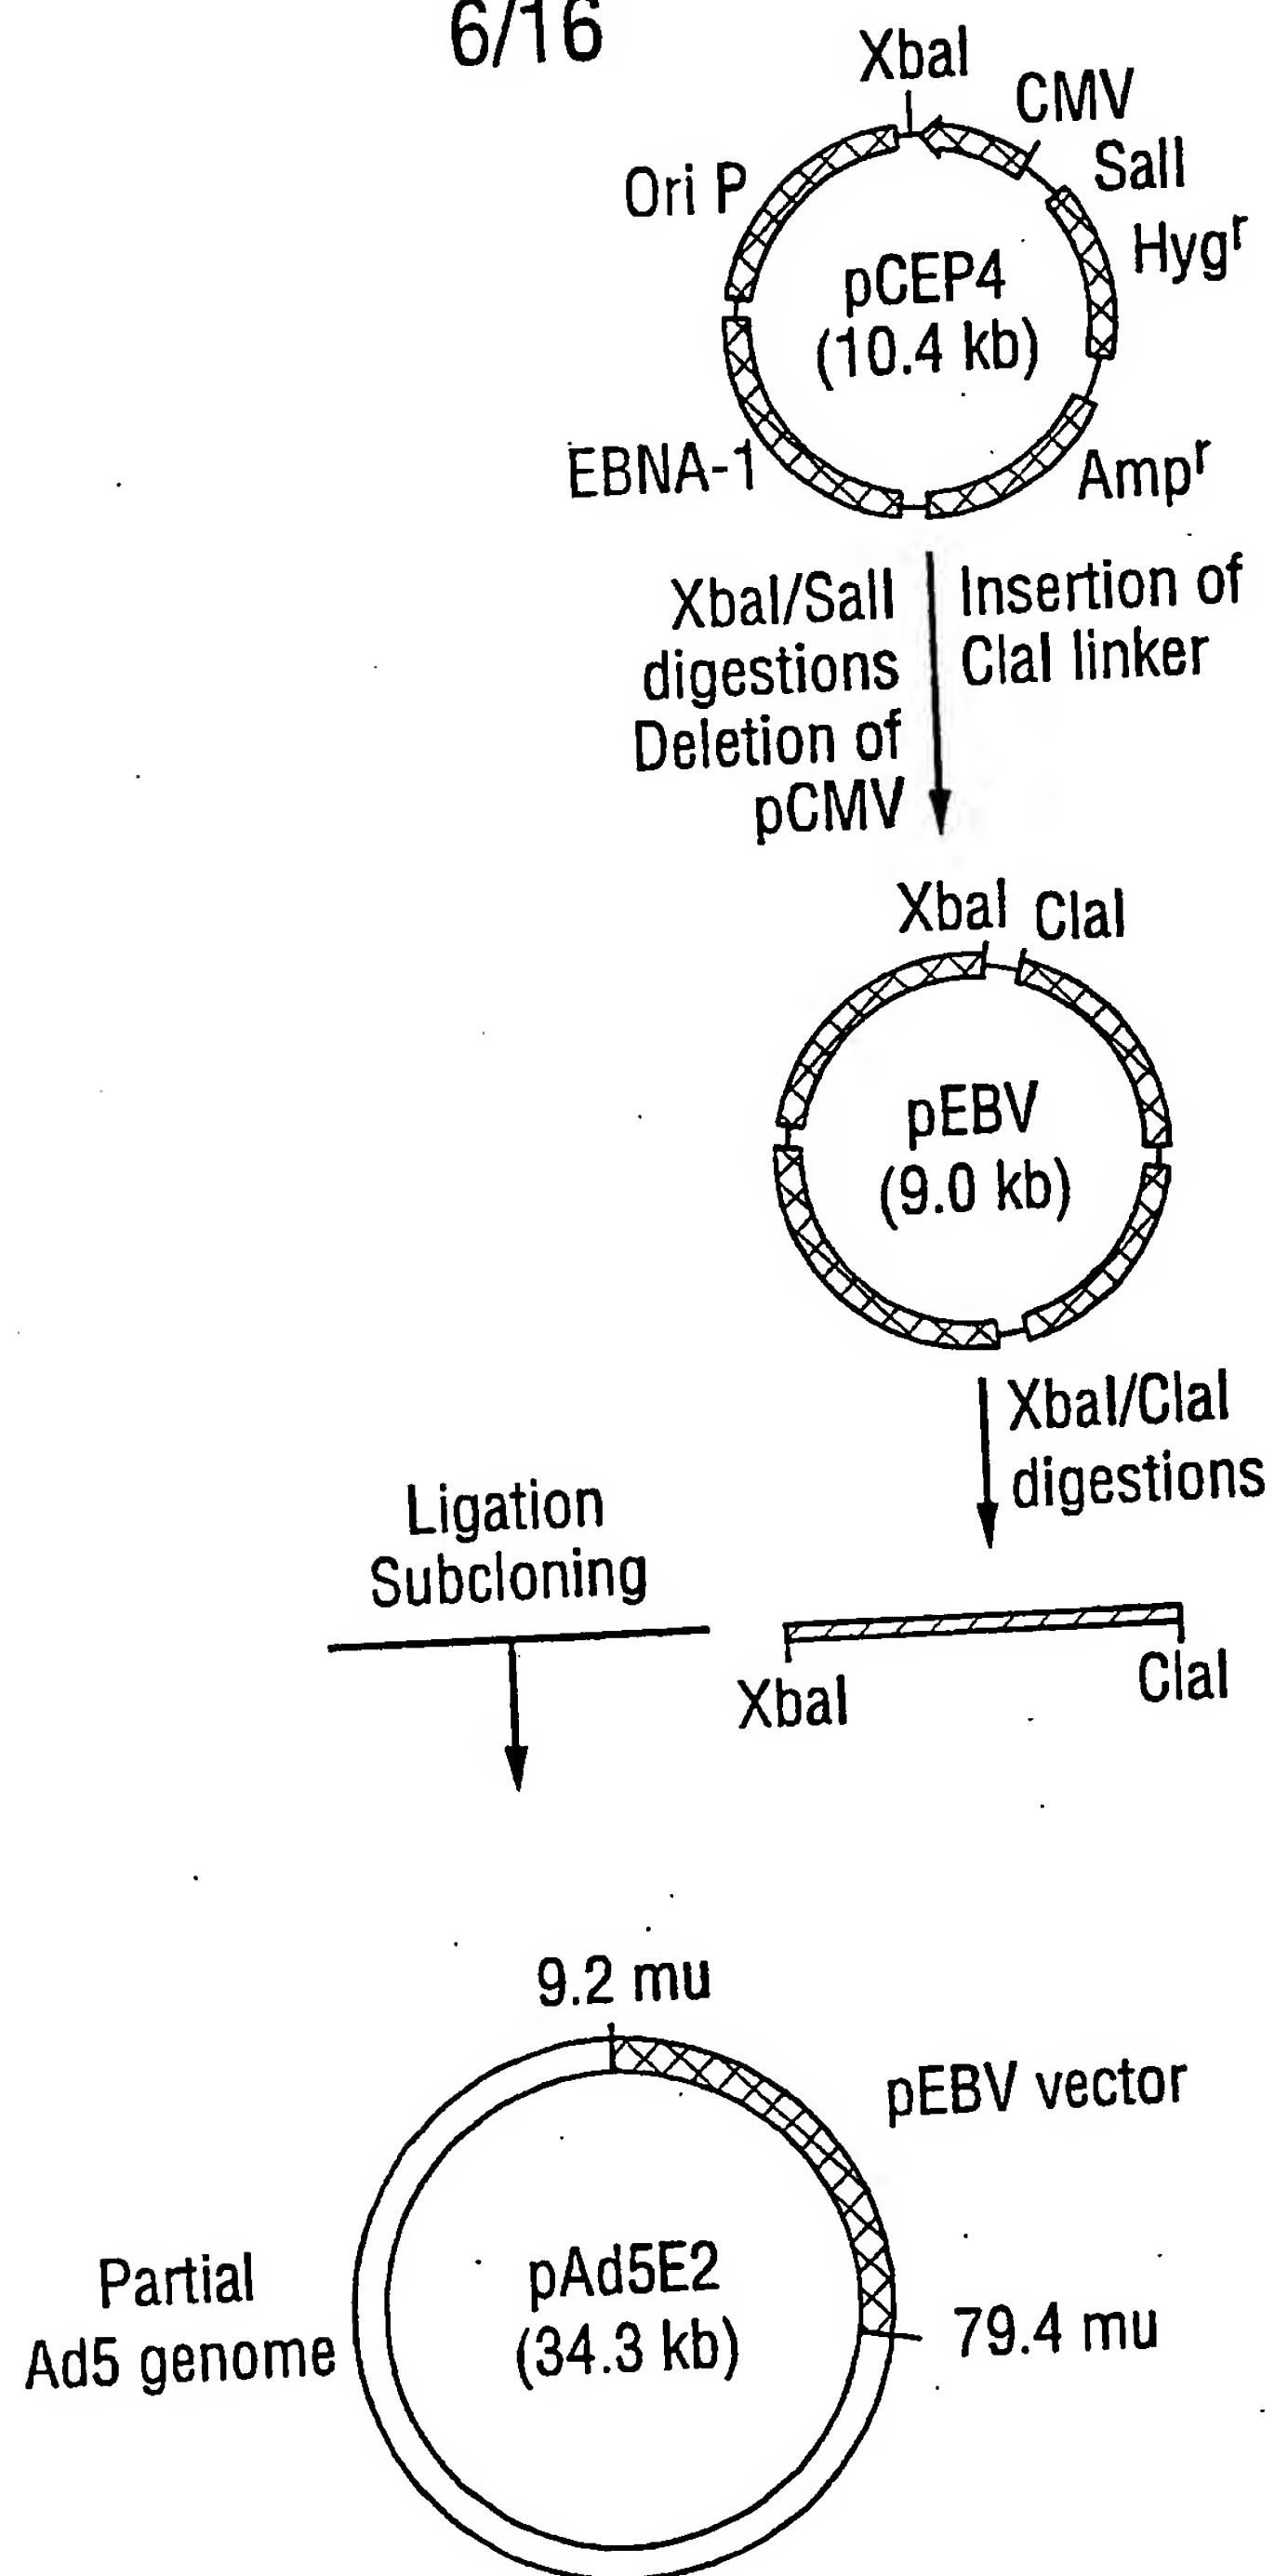 6/16
XbaI
CMV
SalI
Ori P
Hygr
pCEP4
(10.4 kb)
EBNA-1
Ampr
XbaI/SalI
digestions
Deletion of
pCMV
Insertion of
ClaI linker
XbaI ClaI
pEBV
(9.0 kb)
XbaI/ClaI
digestions
Ligation
Subcloning
XbaI
ClaI
9.2 mu
pEBV vector
Partial
Ad5 genome
pAd5E2
(34.3 kb)
79.4 mu